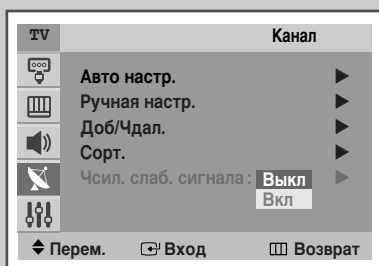 TV Канал
Авто настр.
Ручная настр.
Доб/Чдал.
Сорт.
Чсил. слаб. сигнала : Выкл
Вкл
Перем. Вход Возврат